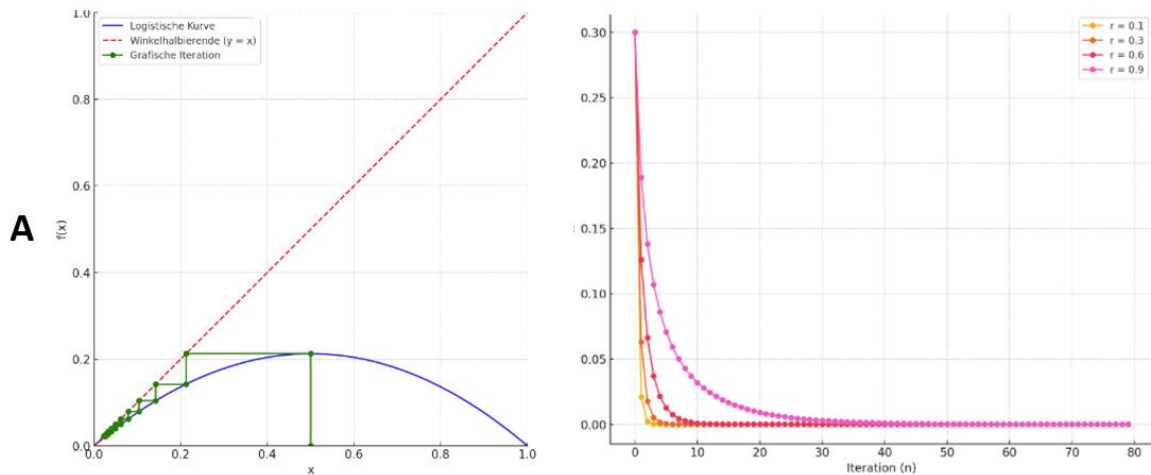 A
Logistische Kurve
Winkelhalbierende (y = x)
Grafische Iteration
1.0
0.8
0.6
0.4
0.2
0.0
f(x)
0.0 0.2 0.4 0.6 0.8 1.0
x
r = 0.1
r = 0.3
r = 0.6
r = 0.9
0.30
0.25
0.20
0.15
0.10
0.05
0.00
0 10 20 30 40 50 60 70 80
Iteration (n)